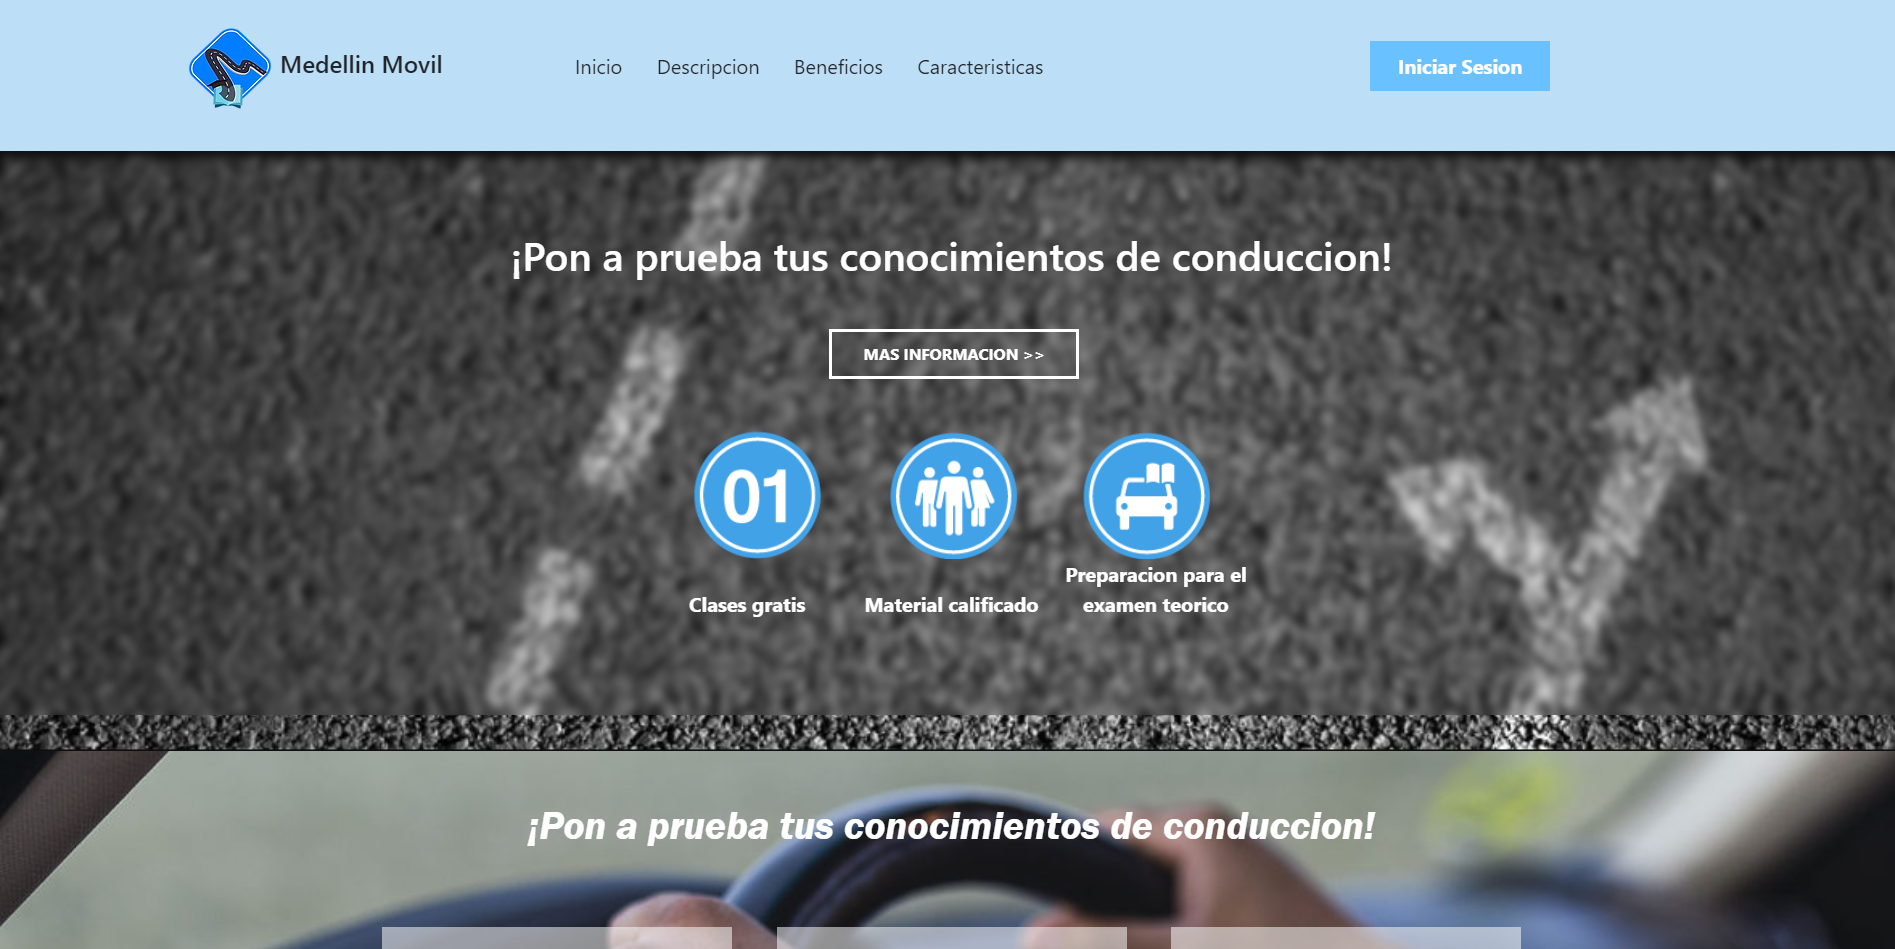 Medellin Movil
Inicio
Descripcion
Beneficios
Caracteristicas
Iniciar Sesion
¡Pon a prueba tus conocimientos de conduccion!
MAS INFORMACION >>
01
Clases gratis
Material calificado
Preparacion para el
examen teorico
¡Pon a prueba tus conocimientos de conduccion!